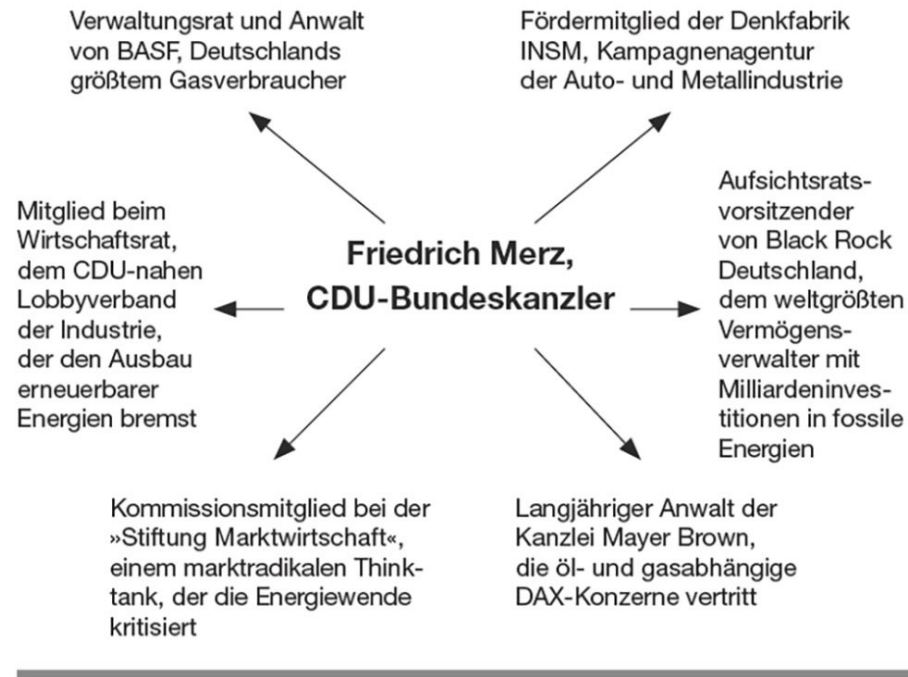 Verwaltungsrat und Anwalt
von BASF, Deutschlands
größtem Gasverbraucher
Fördermitglied der Denkfabrik
INSM, Kampagnenagentur
der Auto- und Metallindustrie
Mitglied beim
Wirtschaftsrat,
dem CDU-nahen
Lobbyverband
der Industrie,
der den Ausbau
erneuerbarer
Energien bremst
Friedrich Merz,
CDU-Bundeskanzler
Aufsichtsrats-
vorsitzender
von Black Rock
Deutschland,
dem weltgrößten
Vermögens-
verwalter mit
Milliardeninves-
titionen in fossile
Energien
Kommissionsmitglied bei der
»Stiftung Marktwirtschaft«,
einem marktradikalen Think-
tank, der die Energiewende
kritisiert
Langjähriger Anwalt der
Kanzlei Mayer Brown,
die öl- und gasabhängige
DAX-Konzerne vertritt